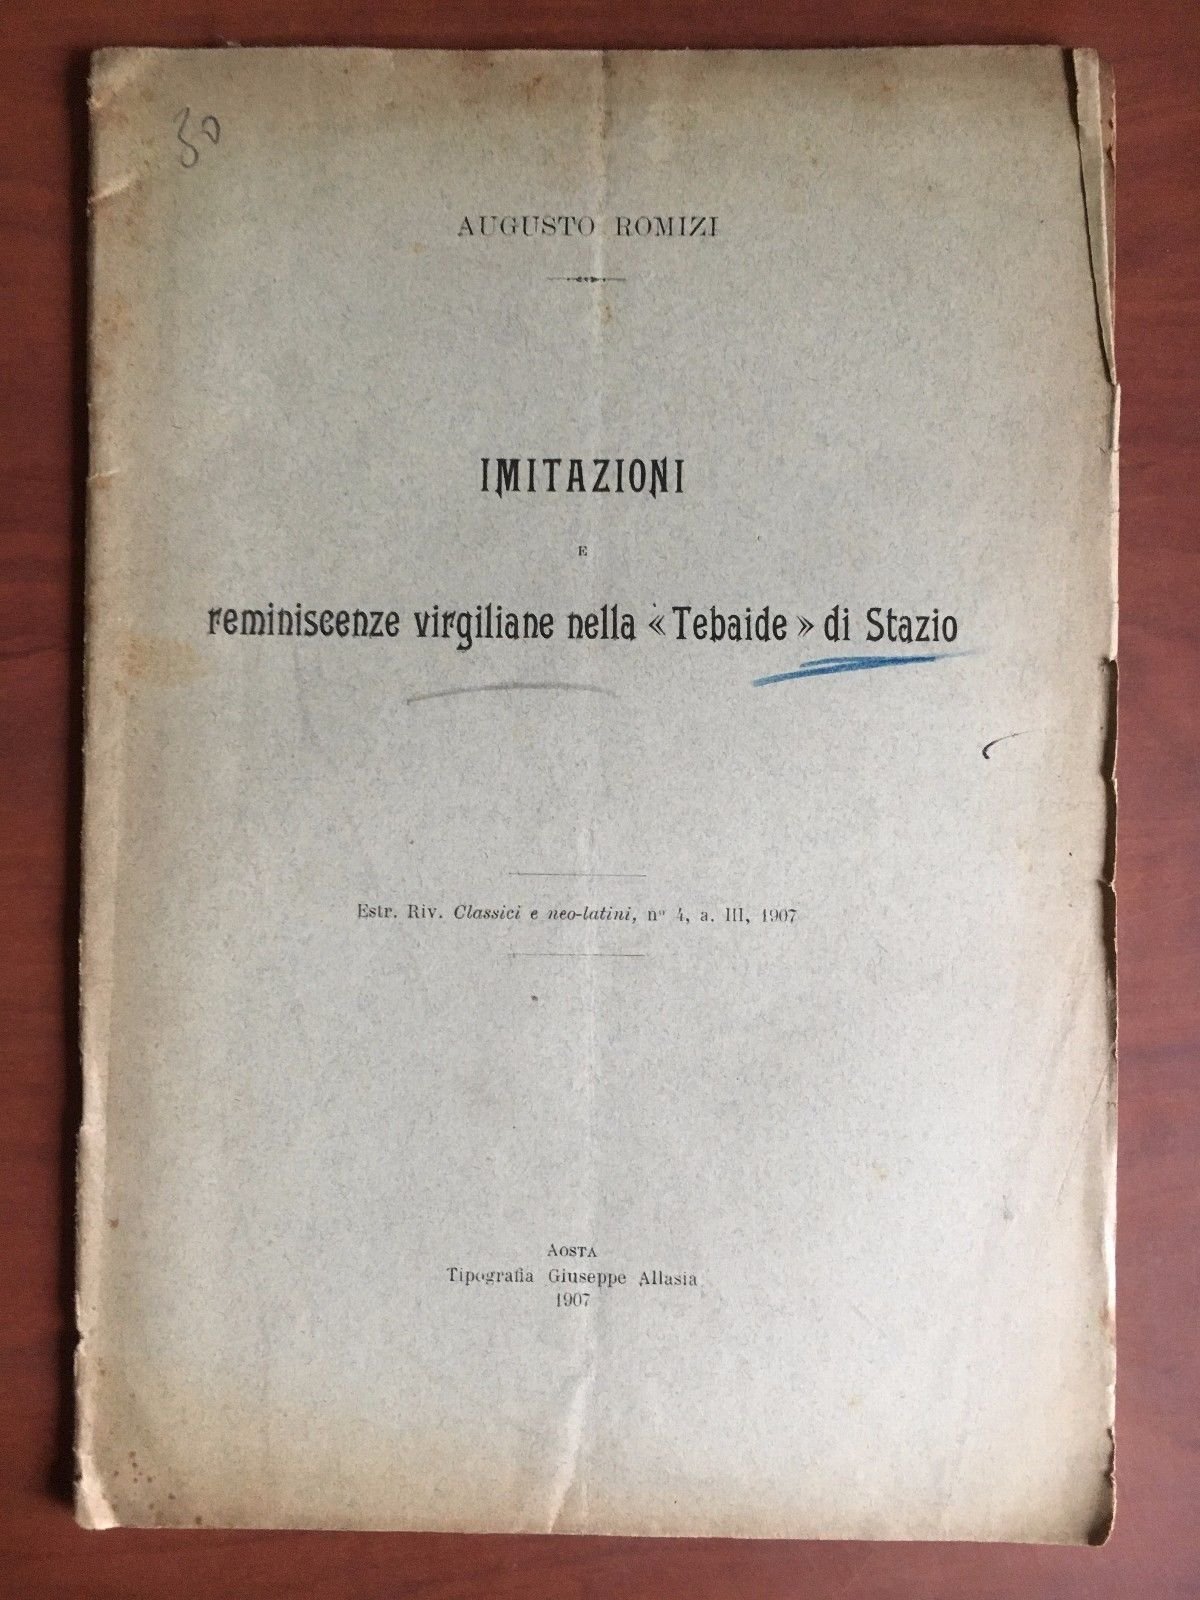 50
AUGUSTO ROMIZI
IMITAZIONI
E
reminiscenze virgiliane nella « Tebaide » di Stazio
Estr. Riv. Classici e neo-latini, nº 4, a. III, 1907
AOSTA
Tipografia Giuseppe Allasia
1907